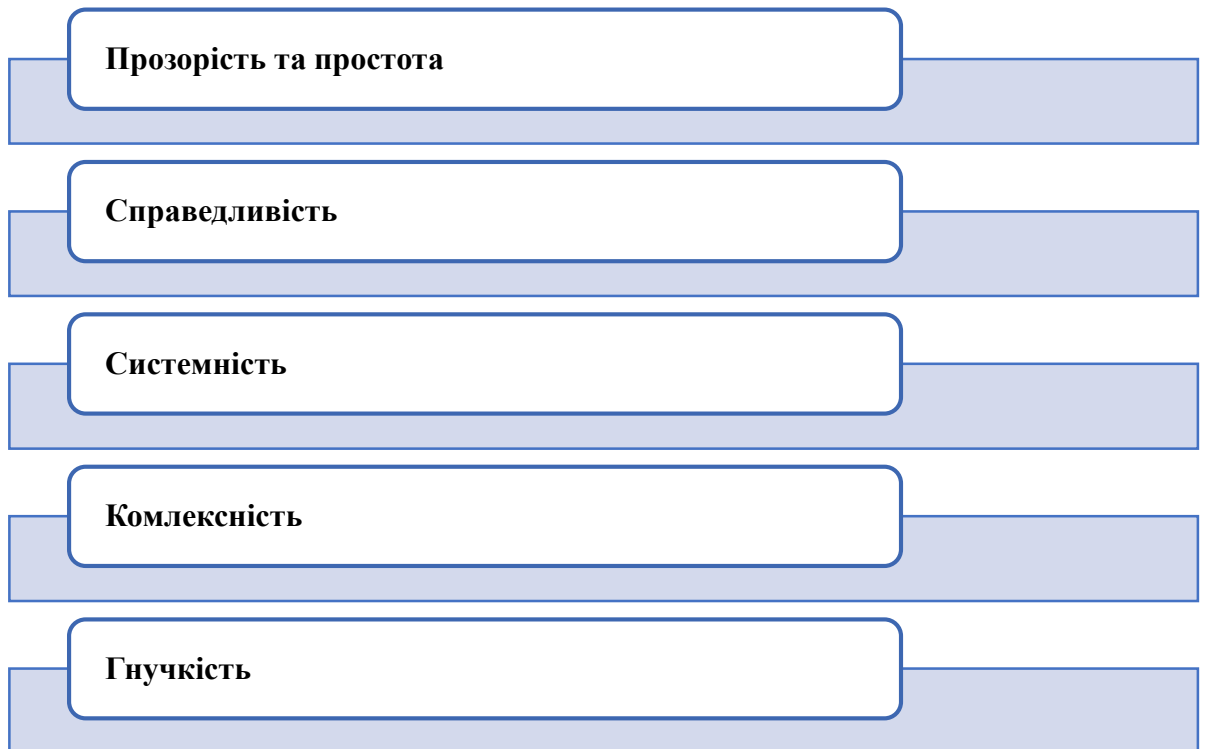 Прозорість та простота
Справедливість
Системність
Комлексність
Гнучкість